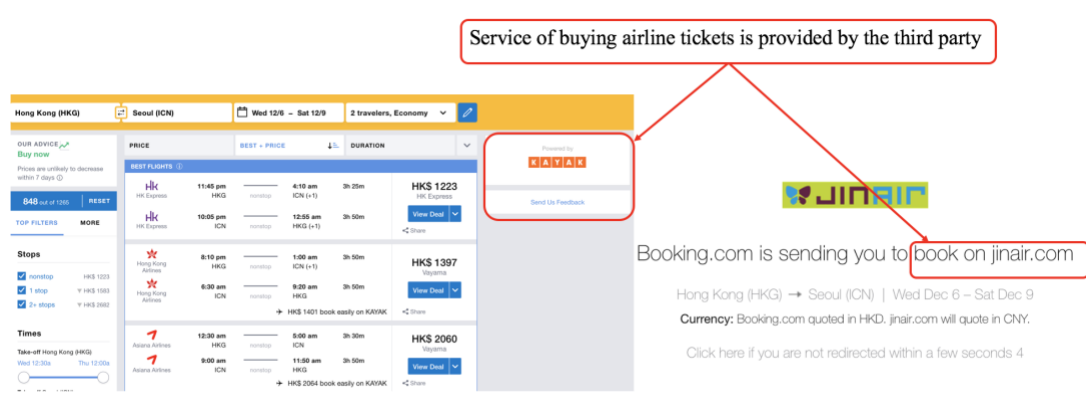 Service of buying airline tickets is provided by the third party
Hong Kong (HKG)
Seoul (ICN)
Wed 12/6 – Sat 12/9
2 travelers, Economy
OUR ADVICE
Buy now
Prices are unlikely to decrease
within 7 days
848 out of 1265 RESET
TOP FILTERS MORE
Stops
nonstop HK$ 1223
1 stop HK$ 1583
2+ stops HK$ 2682
Times
Take-off Hong Kong (HKG)
Wed 12:30a Thu 12:00a
PRICE BEST + PRICE DURATION
BEST FLIGHTS
HK Express
11:45 pm 4:10 am 3h 25m
HKG nonstop ICN (+1)
HK Express
10:05 pm 12:55 am 3h 50m
ICN nonstop HKG (+1)
HK$ 1223
HK Express
View Deal
Share
Hong Kong
Airlines
8:10 pm 1:00 am 3h 50m
HKG nonstop ICN (+1)
Hong Kong
Airlines
6:30 am 9:20 am 3h 50m
ICN nonstop HKG
HK$ 1401 book easily on KAYAK
HK$ 1397
Vayama
View Deal
Share
Asiana Airlines
12:30 am 5:00 am 3h 30m
HKG nonstop ICN
Asiana Airlines
9:00 am 11:50 am 3h 50m
ICN nonstop HKG
HK$ 2064 book easily on KAYAK
HK$ 2060
Vayama
View Deal
Share
Powered by
KAYAK
Send Us Feedback
JINAIR
Booking.com is sending you to book on jinair.com
Hong Kong (HKG) → Seoul (ICN) | Wed Dec 6 – Sat Dec 9
Currency: Booking.com quoted in HKD. jinair.com will quote in CNY.
Click here if you are not redirected within a few seconds 4